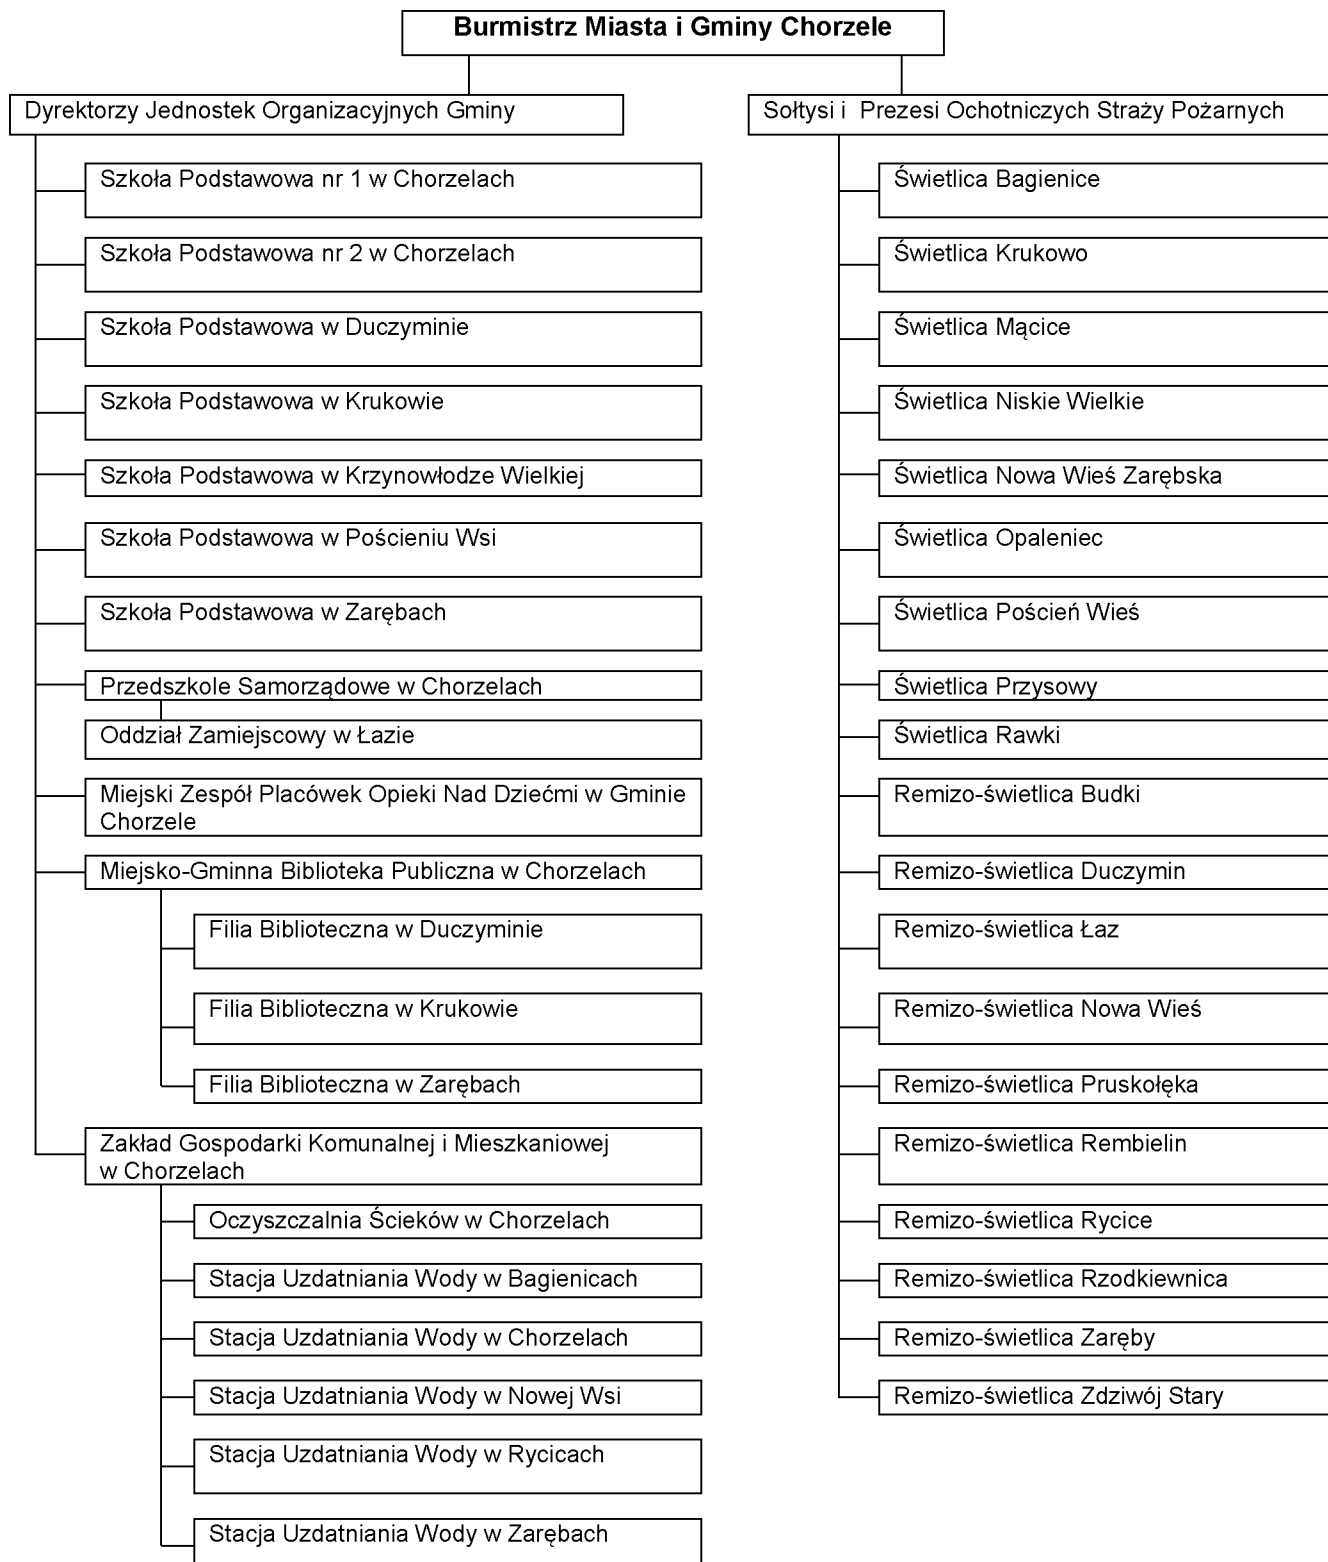 Burmistrz Miasta i Gminy Chorzele
Dyrektorzy Jednostek Organizacyjnych Gminy
Szkoła Podstawowa nr 1 w Chorzelach
Szkoła Podstawowa nr 2 w Chorzelach
Szkoła Podstawowa w Duczyminie
Szkoła Podstawowa w Krukowie
Szkoła Podstawowa w Krzynowłodze Wielkiej
Szkoła Podstawowa w Pościeniu Wsi
Szkoła Podstawowa w Zarębach
Przedszkole Samorządowe w Chorzelach
Oddział Zamiejscowy w Łazie
Miejski Zespół Placówek Opieki Nad Dziećmi w Gminie
Chorzele
Miejsko-Gminna Biblioteka Publiczna w Chorzelach
Filia Biblioteczna w Duczyminie
Filia Biblioteczna w Krukowie
Filia Biblioteczna w Zarębach
Zakład Gospodarki Komunalnej i Mieszkaniowej
w Chorzelach
Oczyszczalnia Ścieków w Chorzelach
Stacja Uzdatniania Wody w Bagienicach
Stacja Uzdatniania Wody w Chorzelach
Stacja Uzdatniania Wody w Nowej Wsi
Stacja Uzdatniania Wody w Rycicach
Stacja Uzdatniania Wody w Zarębach
Sołtysi i Prezesi Ochotniczych Straży Pożarnych
Świetlica Bagienice
Świetlica Krukowo
Świetlica Mącice
Świetlica Niskie Wielkie
Świetlica Nowa Wieś Zarębska
Świetlica Opaleniec
Świetlica Poścień Wieś
Świetlica Przysowy
Świetlica Rawki
Remizo-świetlica Budki
Remizo-świetlica Duczymin
Remizo-świetlica Łaz
Remizo-świetlica Nowa Wieś
Remizo-świetlica Pruskołęka
Remizo-świetlica Rembielin
Remizo-świetlica Rycice
Remizo-świetlica Rzodkiewnica
Remizo-świetlica Zaręby
Remizo-świetlica Zdziwój Stary